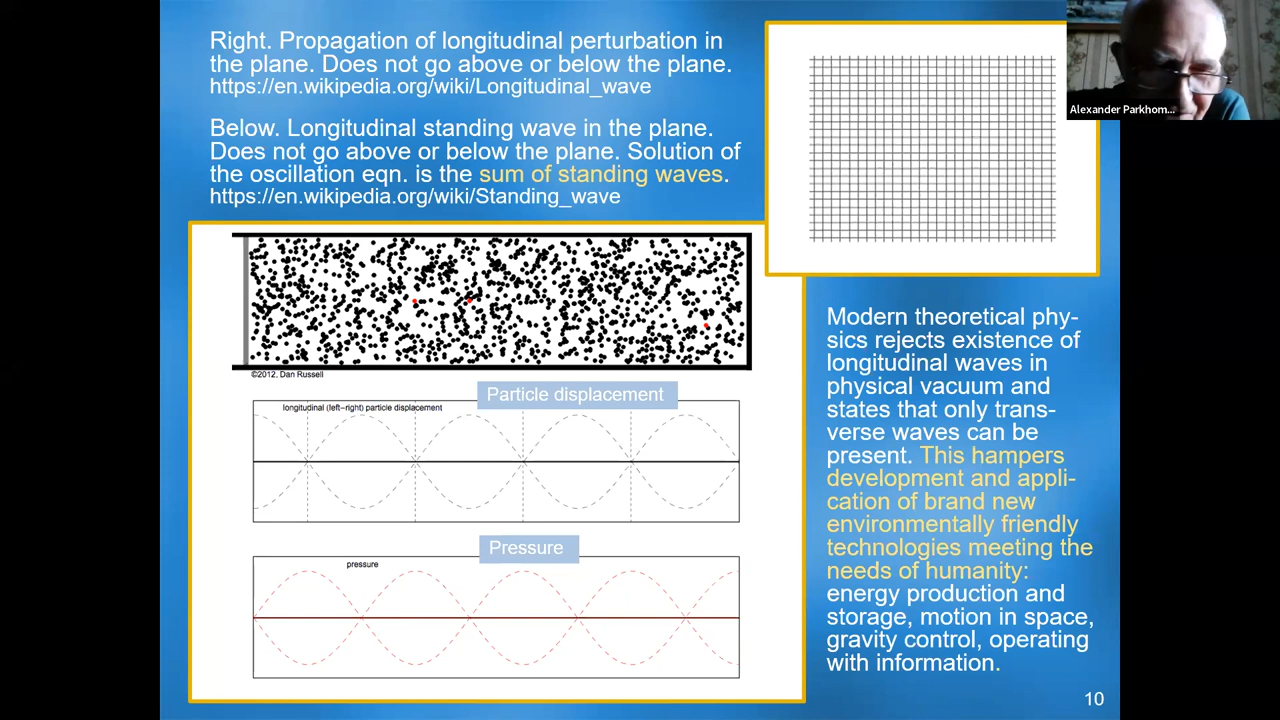 Right. Propagation of longitudinal perturbation in
the plane. Does not go above or below the plane.
https://en.wikipedia.org/wiki/Longitudinal_wave
Below. Longitudinal standing wave in the plane.
Does not go above or below the plane. Solution of
the oscillation eqn. is the sum of standing waves.
https://en.wikipedia.org/wiki/Standing_wave
Alexander Parkhom...
©2012, Dan Russell
Particle displacement
longitudinal (left-right) particle displacement
Pressure
pressure
Modern theoretical phy-
sics rejects existence of
longitudinal waves in
physical vacuum and
states that only trans-
verse waves can be
present. This hampers
development and appli-
cation of brand new
environmentally friendly
technologies meeting the
needs of humanity:
energy production and
storage, motion in space,
gravity control, operating
with information.
10